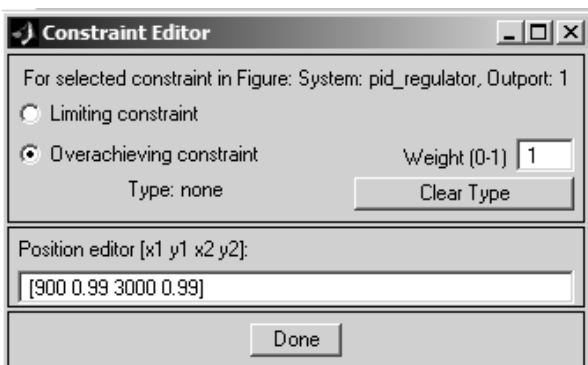 Constraint Editor
For selected constraint in Figure: System: pid_regulator, Outport: 1
Limiting constraint
Overachieving constraint
Weight (0-1) 1
Type: none
Clear Type
Position editor [x1 y1 x2 y2]:
[900 0.99 3000 0.99]
Done